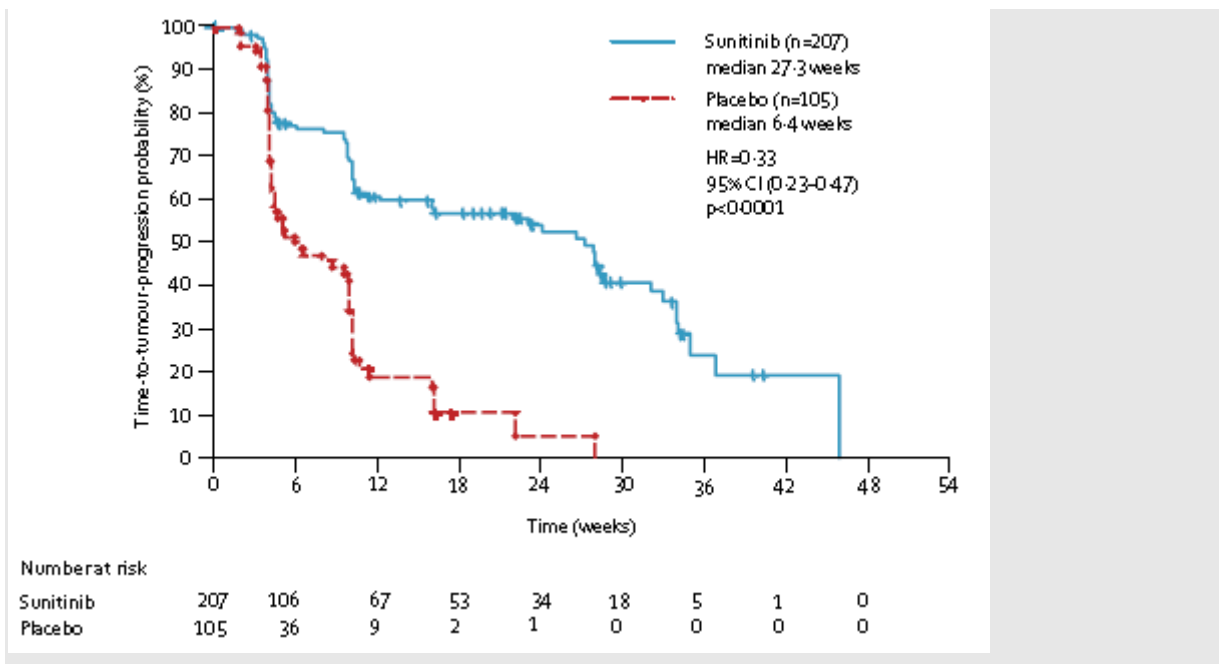 Time-to-tumour-progression probability (%)
100
90
80
70
60
50
40
30
20
10
0
Sunitinib (n=207)
median 27·3 weeks
Placebo (n=105)
median 6·4 weeks
HR=0·33
95% CI (0·23–0·47)
p<0·0001
0 6 12 18 24 30 36 42 48 54
Time (weeks)
Number at risk
Sunitinib 207 106 67 53 34 18 5 1 0
Placebo 105 36 9 2 1 0 0 0 0